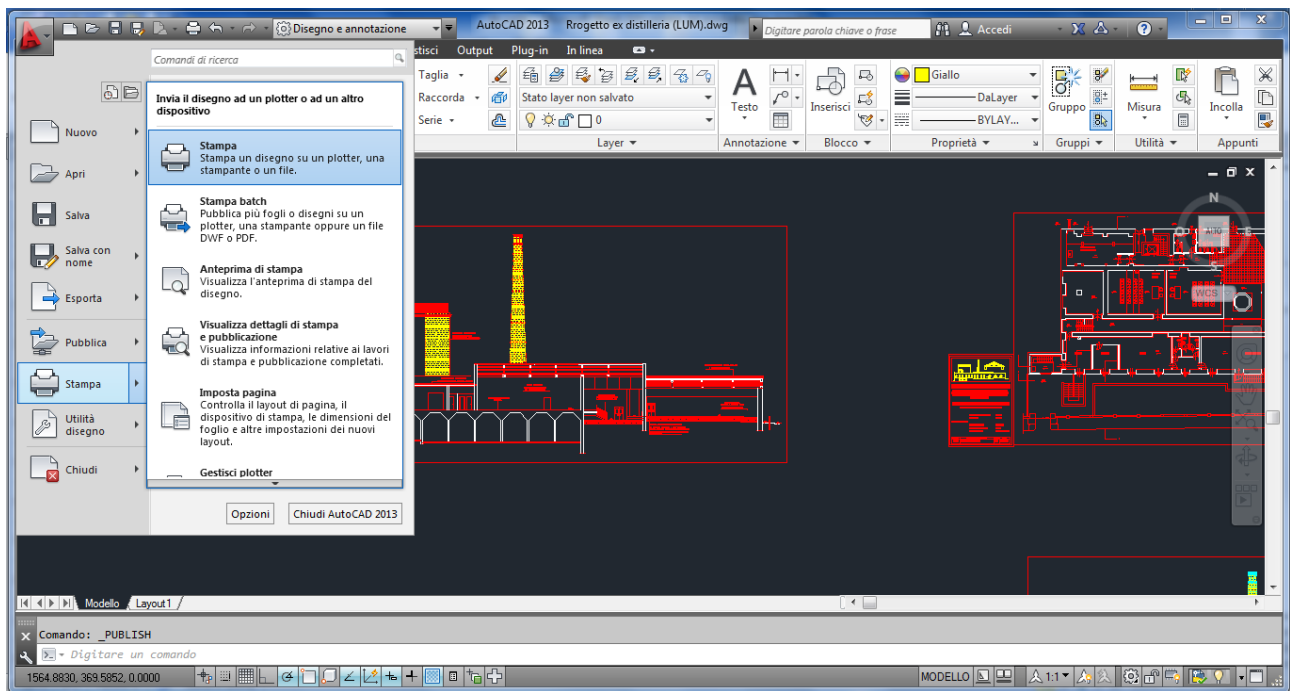 Disegno e annotazione
AutoCAD 2013 Rrogetto ex distilleria (LUM).dwg
Digitare parola chiave o frase
Accedi
Comandi di ricerca
stisci Output Plug-in In linea
Invia il disegno ad un plotter o ad un altro
dispositivo
Nuovo
Apri
Salva
Salva con
nome
Esporta
Pubblica
Stampa
Utilità
disegno
Chiudi
Stampa
Stampa un disegno su un plotter, una
stampante o un file.
Stampa batch
Pubblica più fogli o disegni su un
plotter, una stampante oppure un file
DWF o PDF.
Anteprima di stampa
Visualizza l'anteprima di stampa del
disegno.
Visualizza dettagli di stampa
e pubblicazione
Visualizza informazioni relative ai lavori
di stampa e pubblicazione completati.
Imposta pagina
Controlla il layout di pagina, il
dispositivo di stampa, le dimensioni del
foglio e altre impostazioni dei nuovi
layout.
Gestisci plotter
Opzioni
Chiudi AutoCAD 2013
Taglia
Raccorda
Serie
Stato layer non salvato
0
Layer
A
Testo
Annotazione
Inserisci
Blocco
Giallo
DaLayer
BYLAY...
Proprietà
Gruppo
Gruppi
Misura
Utilità
Incolla
Appunti
N
ALTO
O
E
S
WCS
Modello Layout1
Comando: _PUBLISH
Digitare un comando
1564.8830, 369.5852, 0.0000
MODELLO
1:1